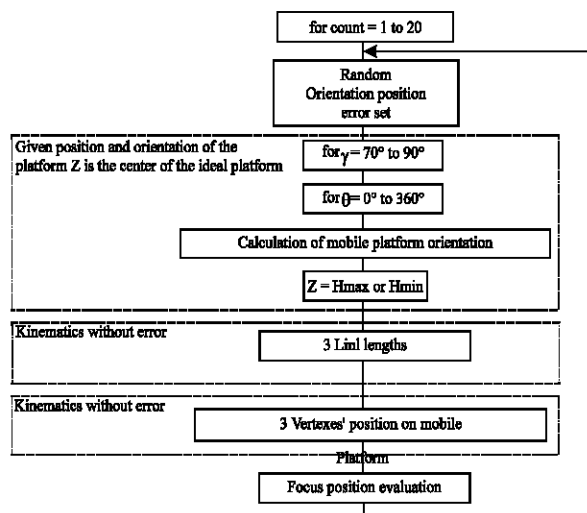 for count = 1 to 20
Random
Orientation position
error set
Given position and orientation of the
platform Z is the center of the ideal platform
for γ = 70° to 90°
for θ = 0° to 360°
Calculation of mobile platform orientation
Z = Hmax or Hmin
Kinematics without error
3 Linl lengths
Kinematics without error
3 Vertexes' position on mobile
Platform
Focus position evaluation